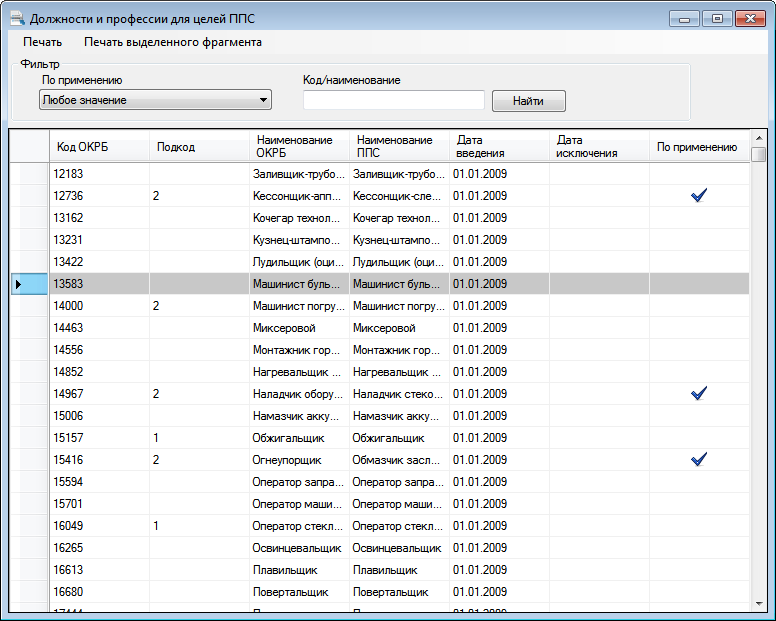 Должности и профессии для целей ППС
Печать Печать выделенного фрагмента
Фильтр
По применению Код/наименование
Любое значение Найти
Код ОКРБ Подкод Наименование ОКРБ Наименование ППС Дата введения Дата исключения По применению
12183 Заливщик-трубо... Заливщик-трубо... 01.01.2009
12736 2 Кессонщик-апп... Кессонщик-сле... 01.01.2009
13162 Кочегар технол... Кочегар технол... 01.01.2009
13231 Кузнец-штампо... Кузнец-штампо... 01.01.2009
13422 Лудильщик (оци... Лудильщик (оци... 01.01.2009
13583 Машинист буль... Машинист буль... 01.01.2009
14000 2 Машинист погру... Машинист погру... 01.01.2009
14463 Миксеровой Миксеровой 01.01.2009
14556 Монтажник гор... Монтажник гор... 01.01.2009
14852 Нагревальщик ... Нагревальщик ... 01.01.2009
14967 2 Наладчик обору... Наладчик стеко... 01.01.2009
15006 Намазчик акку... Намазчик акку... 01.01.2009
15157 1 Обжигальщик Обжигальщик 01.01.2009
15416 2 Огнеупорщик Обмазчик засл... 01.01.2009
15594 Оператор запра... Оператор запра... 01.01.2009
15701 Оператор маши... Оператор маши... 01.01.2009
16049 1 Оператор стекл... Оператор стекл... 01.01.2009
16265 Освинцевальщик Освинцевальщик 01.01.2009
16613 Плавильщик Плавильщик 01.01.2009
16680 Повертальщик Повертальщик 01.01.2009